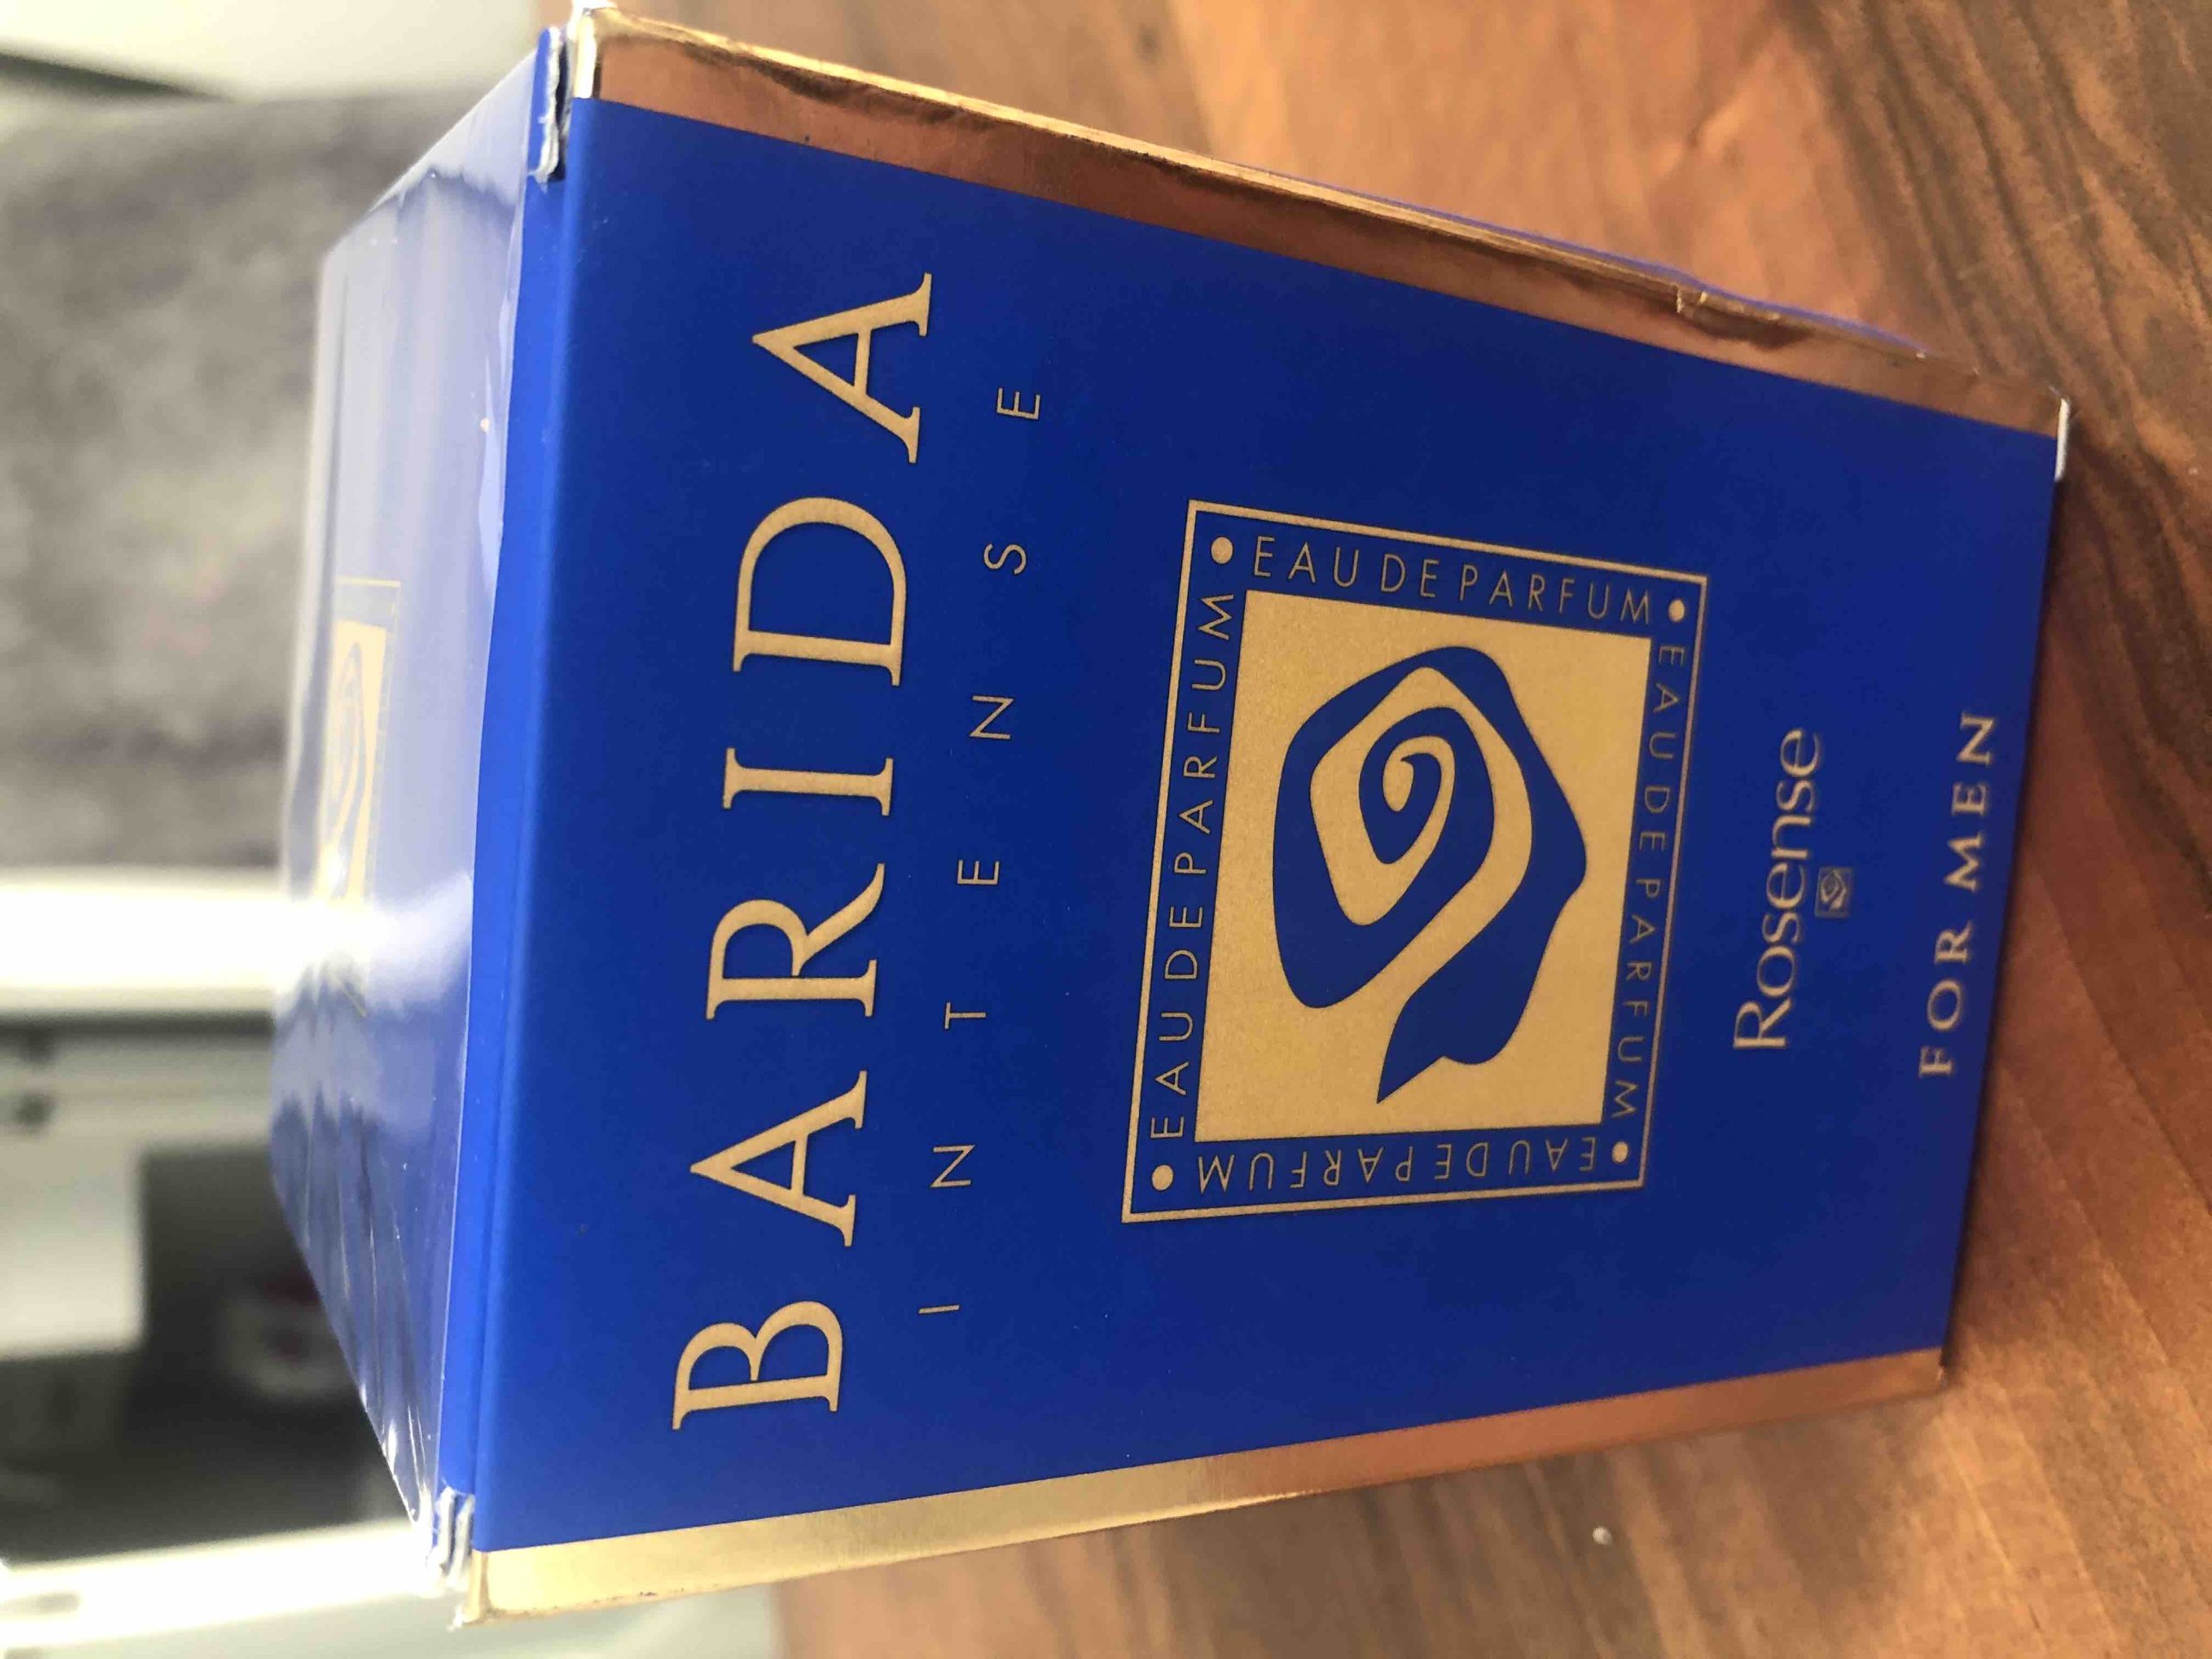 BARIDA
INTENSE
EAU DE PARFUM
EAU DE PARFUM
EAU DE PARFUM
EAU DE PARFUM
Rosense
FOR MEN